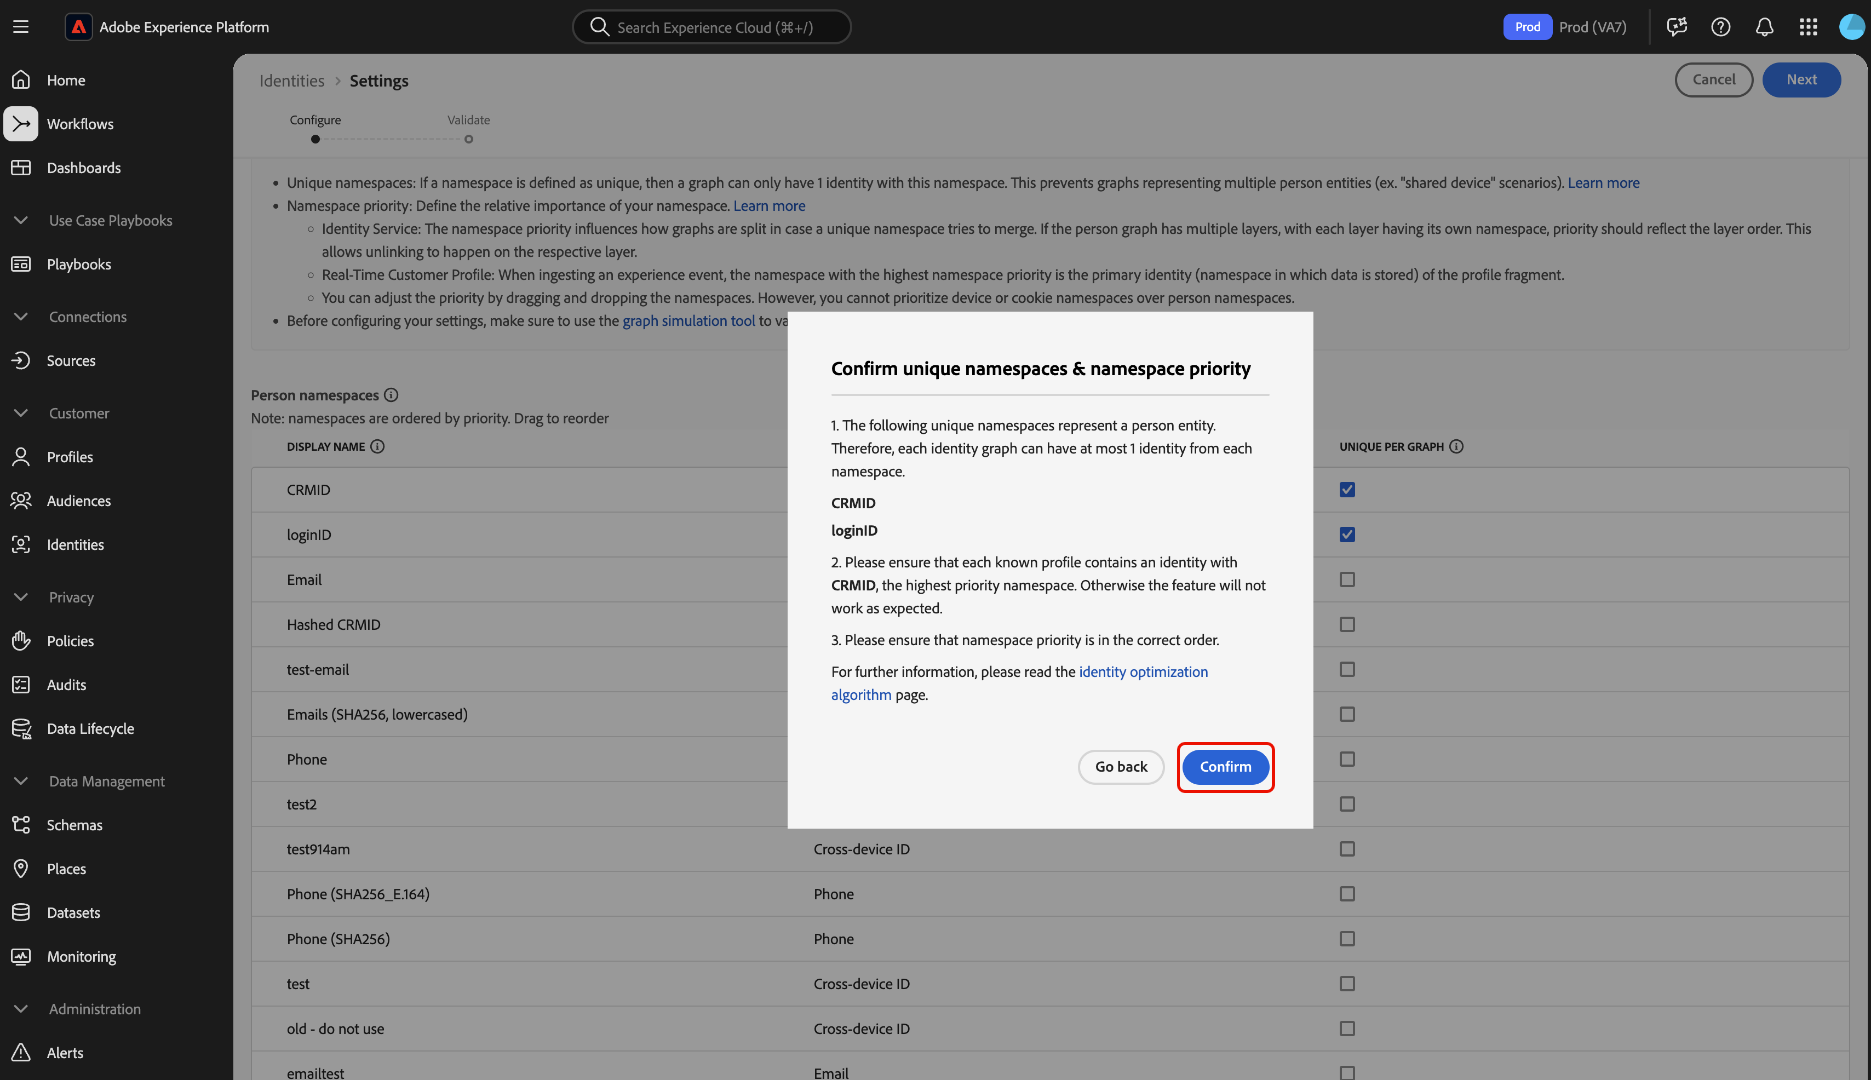 Adobe Experience Platform
Search Experience Cloud (⌘+/)
Prod
Prod (VA7)
Home
Workflows
Dashboards
Use Case Playbooks
Playbooks
Connections
Sources
Customer
Profiles
Audiences
Identities
Privacy
Policies
Audits
Data Lifecycle
Data Management
Schemas
Places
Datasets
Monitoring
Administration
Alerts
Identities > Settings
Cancel
Next
Configure
Validate
• Unique namespaces: If a namespace is defined as unique, then a graph can only have 1 identity with this namespace. This prevents graphs representing multiple person entities (ex. "shared device" scenarios). Learn more
• Namespace priority: Define the relative importance of your namespace. Learn more
◦ Identity Service: The namespace priority influences how graphs are split in case a unique namespace tries to merge. If the person graph has multiple layers, with each layer having its own namespace, priority should reflect the layer order. This
allows unlinking to happen on the respective layer.
◦ Real-Time Customer Profile: When ingesting an experience event, the namespace with the highest namespace priority is the primary identity (namespace in which data is stored) of the profile fragment.
◦ You can adjust the priority by dragging and dropping the namespaces. However, you cannot prioritize device or cookie namespaces over person namespaces.
• Before configuring your settings, make sure to use the graph simulation tool to va
Person namespaces
Note: namespaces are ordered by priority. Drag to reorder
DISPLAY NAME
UNIQUE PER GRAPH
CRMID
loginID
Email
Hashed CRMID
test-email
Emails (SHA256, lowercased)
Phone
test2
test914am Cross-device ID
Phone (SHA256_E.164) Phone
Phone (SHA256) Phone
test Cross-device ID
old - do not use Cross-device ID
emailtest Email
Confirm unique namespaces & namespace priority
1. The following unique namespaces represent a person entity.
Therefore, each identity graph can have at most 1 identity from each
namespace.
CRMID
loginID
2. Please ensure that each known profile contains an identity with
CRMID, the highest priority namespace. Otherwise the feature will not
work as expected.
3. Please ensure that namespace priority is in the correct order.
For further information, please read the identity optimization
algorithm page.
Go back
Confirm